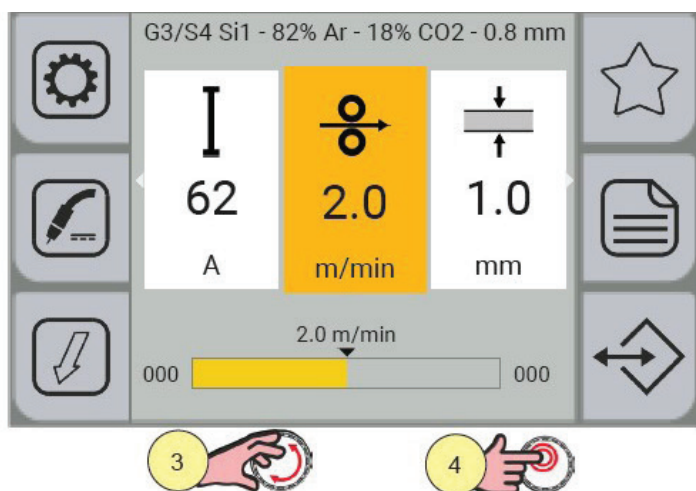 G3/S4 Si1 - 82% Ar - 18% CO2 - 0.8 mm
I
62
A
2.0
m/min
1.0
mm
2.0 m/min
000
000
3
4